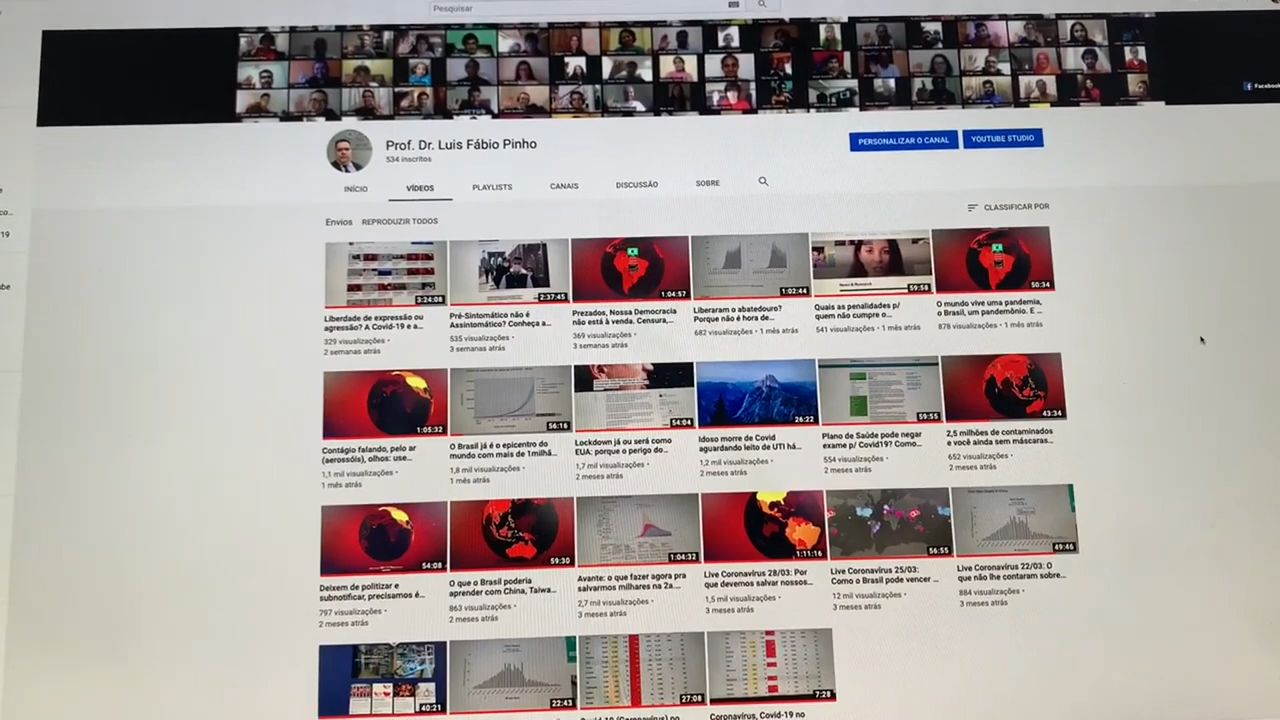 Pesquisar
Facebook
Prof. Dr. Luis Fábio Pinho
534 inscritos
PERSONALIZAR O CANAL
YOUTUBE STUDIO
INÍCIO
VÍDEOS
PLAYLISTS
CANAIS
DISCUSSÃO
SOBRE
Envios
REPRODUZIR TODOS
CLASSIFICAR POR
3:24:08
Liberdade de expressão ou
agressão? A Covid-19 e a...
329 visualizações •
2 semanas atrás
2:37:45
Pré-Sintomático não é
Assintomático? Conheça a...
535 visualizações •
3 semanas atrás
1:04:57
Prezados, Nossa Democracia
não está à venda. Censura,...
369 visualizações •
3 semanas atrás
1:02:44
Liberaram o abatedouro?
Porque não é hora de...
682 visualizações • 1 mês atrás
59:58
Quais as penalidades p/
quem não cumpre o...
541 visualizações • 1 mês atrás
50:34
O mundo vive uma pandemia,
o Brasil, um pandemônio. E ...
878 visualizações • 1 mês atrás
1:05:32
Contágio falando, pelo ar
(aerossóis), olhos: use...
1,1 mil visualizações •
1 mês atrás
56:16
O Brasil já é o epicentro do
mundo com mais de 1milhã...
1,8 mil visualizações •
1 mês atrás
54:04
Lockdown já ou será como
EUA: porque o perigo do...
1,7 mil visualizações •
2 meses atrás
26:22
Idoso morre de Covid
aguardando leito de UTI há...
1,2 mil visualizações •
2 meses atrás
59:55
Plano de Saúde pode negar
exame p/ Covid19? Como...
554 visualizações •
2 meses atrás
43:34
2,5 milhões de contaminados
e você ainda sem máscaras...
652 visualizações •
2 meses atrás
54:08
Deixem de politizar e
subnotificar, precisamos é...
797 visualizações •
2 meses atrás
59:30
O que o Brasil poderia
aprender com China, Taiwa...
863 visualizações •
2 meses atrás
1:04:32
Avante: o que fazer agora pra
salvarmos milhares na 2a....
2,7 mil visualizações •
3 meses atrás
1:11:16
Live Coronavírus 28/03: Por
que devemos salvar nossos...
1,5 mil visualizações •
3 meses atrás
56:55
Live Coronavirus 25/03:
Como o Brasil pode vencer ...
12 mil visualizações •
3 meses atrás
49:46
Live Coronavirus 22/03: O
que não lhe contaram sobre...
884 visualizações •
3 meses atrás
40:21
22:43
27:08
7:28
Covid-19 (Coronavírus) no
Coronavirus, Covid-19 no